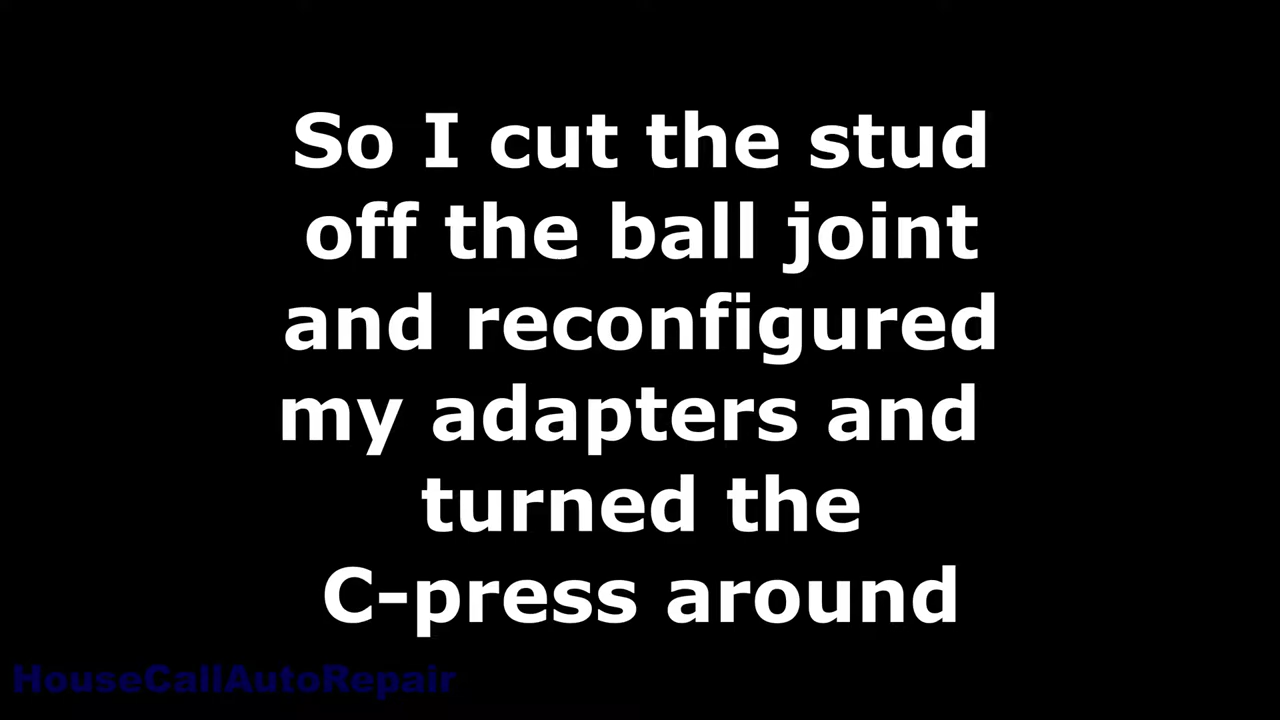 So I cut the stud
off the ball joint
and reconfigured
my adapters and
turned the
C-press around
HouseCallAutoRepair